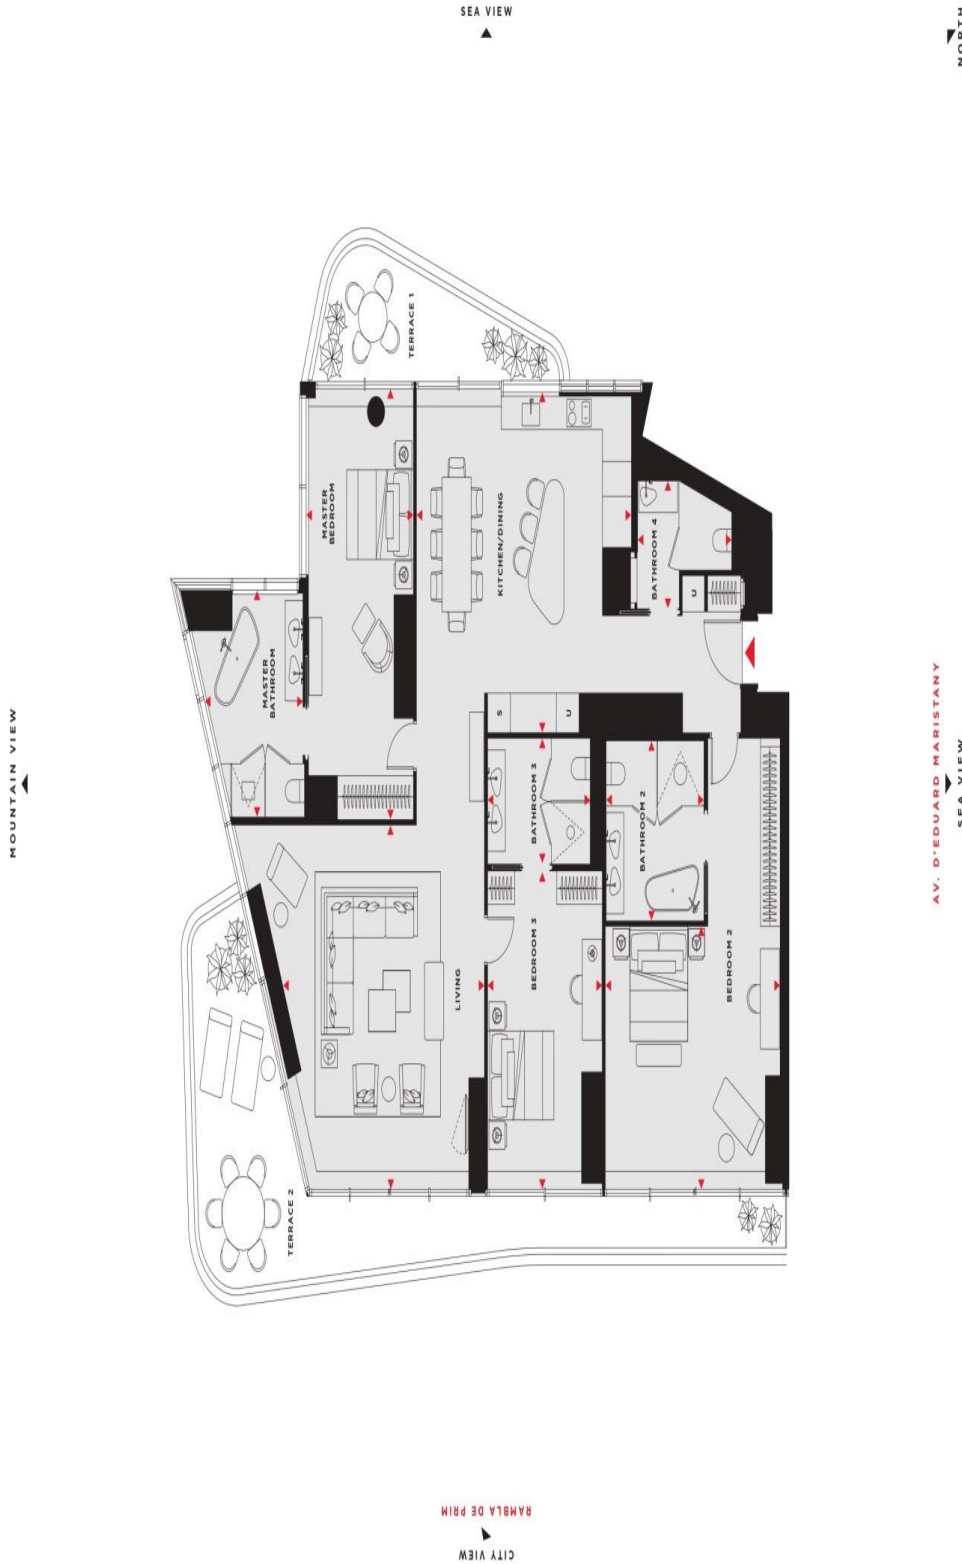 SEA VIEW
NORTH
TERRACE 1
MASTER
BEDROOM
KITCHEN/DINING
BATHROOM 4
U
MASTER
BATHROOM
S
U
BATHROOM 3
BATHROOM 2
MOUNTAIN VIEW
AV. D'EDUARD MARISTANY
SEA VIEW
LIVING
BEDROOM 3
BEDROOM 2
TERRACE 2
RAMBLA DE PRIM
CITY VIEW